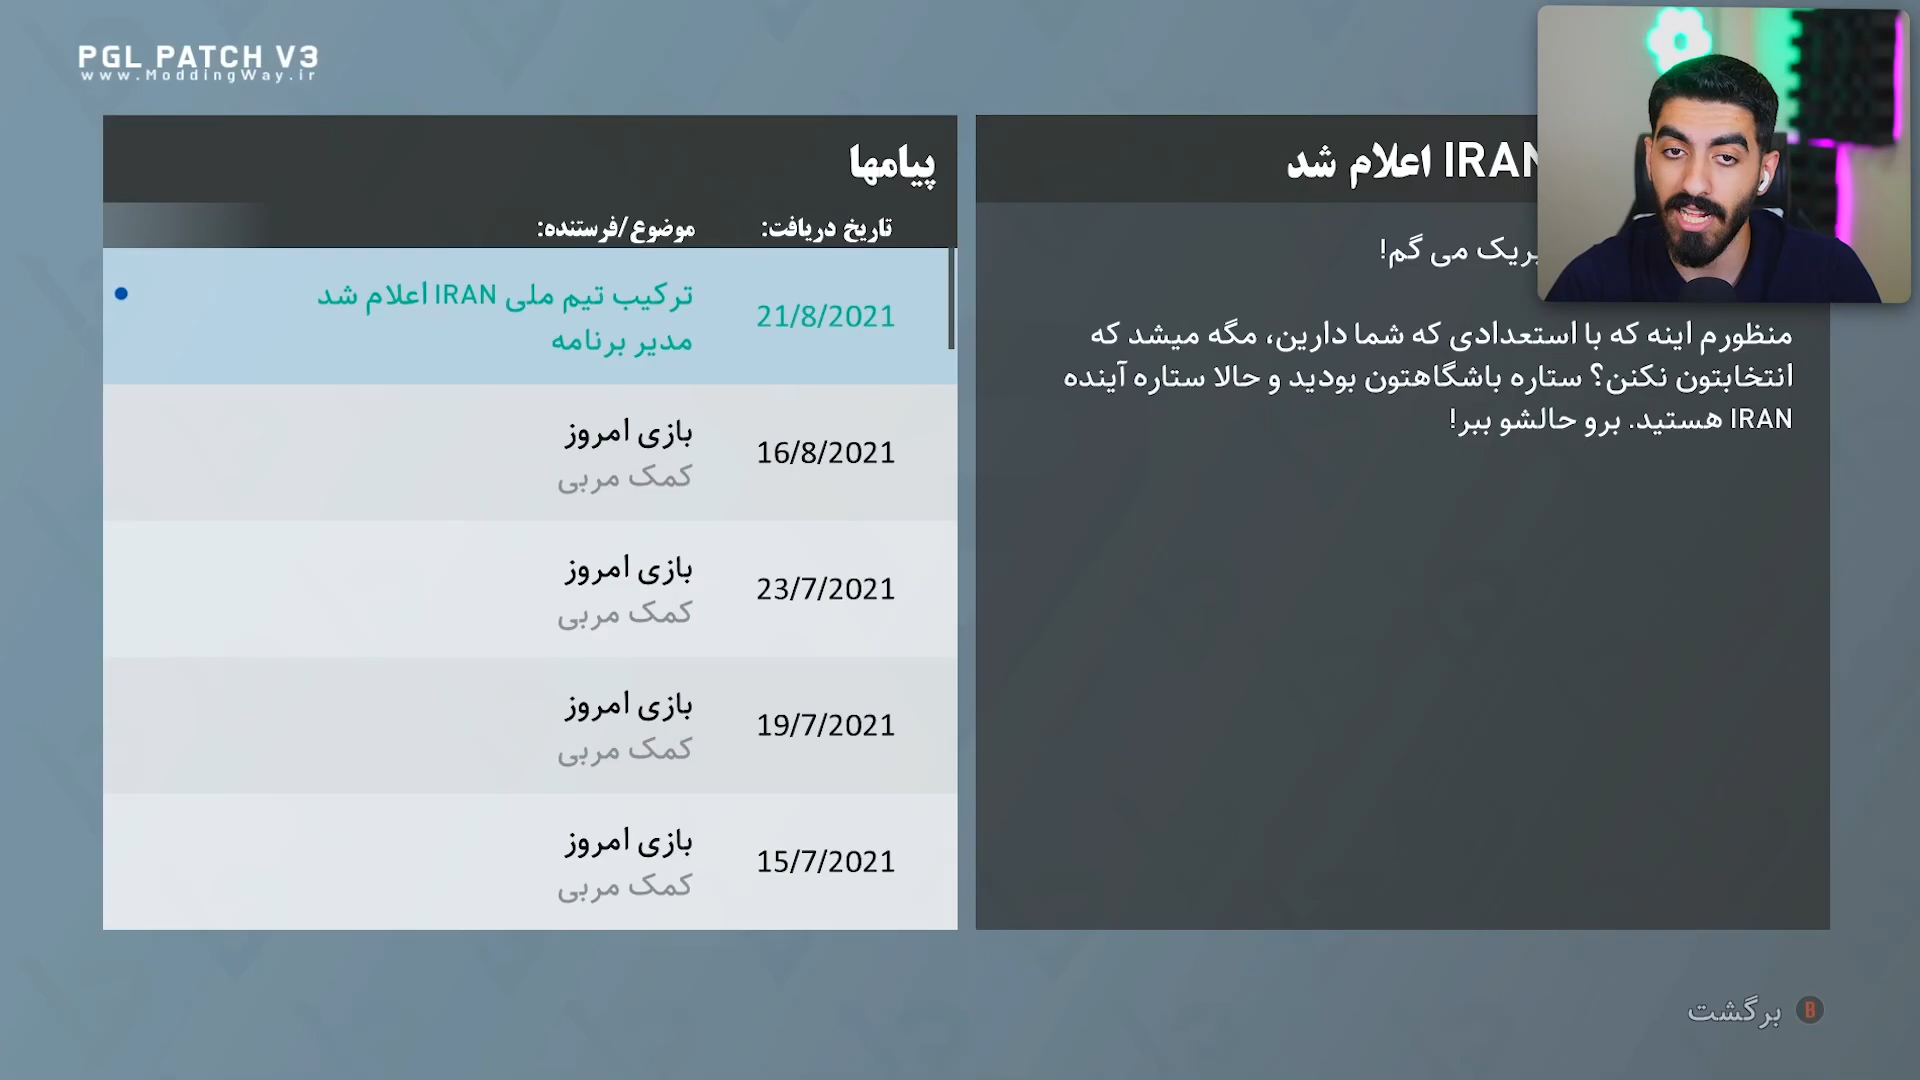 PGL PATCH V3
www.ModdingWay.ir
پیامها
تاریخ دریافت: موضوع/فرستنده:
21/8/2021
ترکیب تیم ملی IRAN اعلام شد
مدیر برنامه
16/8/2021
بازی امروز
کمک مربی
23/7/2021
بازی امروز
کمک مربی
19/7/2021
بازی امروز
کمک مربی
15/7/2021
بازی امروز
کمک مربی
IRAN اعلام شد
می گم!
منظورم اینه که با استعدادی که شما دارین، مگه میشد که
انتخابتون نکنن؟ ستاره باشگاهتون بودید و حالا ستاره آینده
IRAN هستید. برو حالشو ببر!
B برگشت